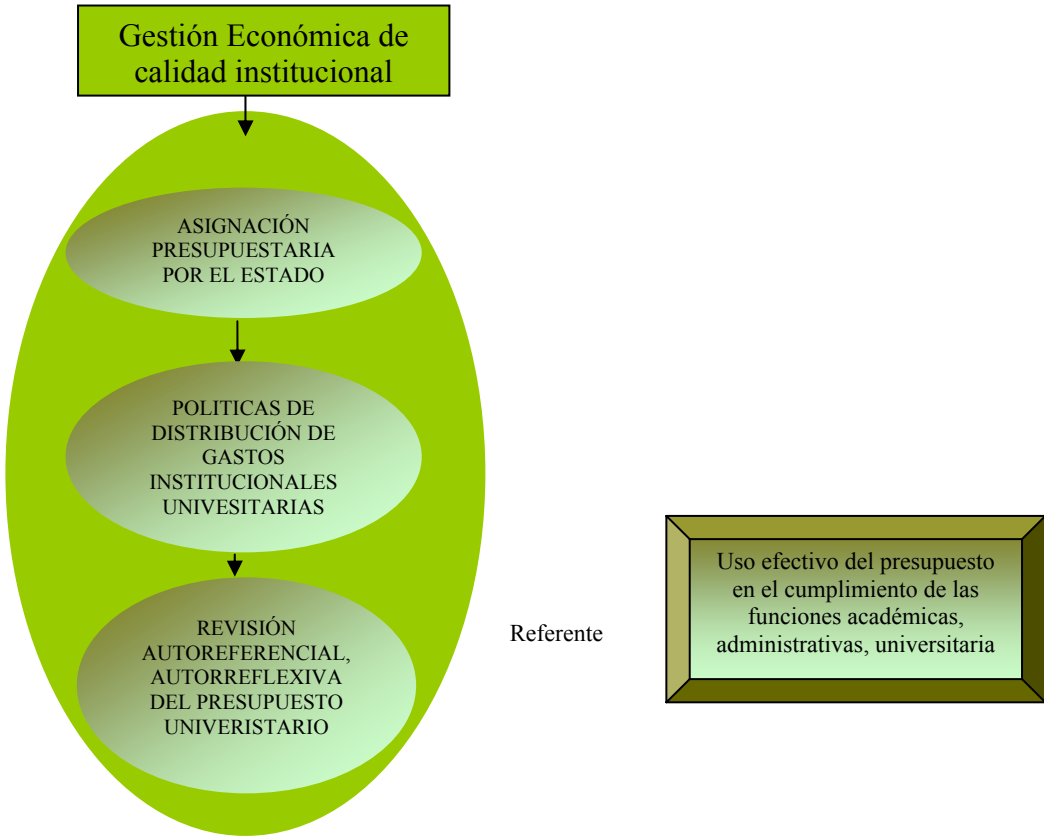 Gestión Económica de
calidad institucional
ASIGNACIÓN
PRESUPUESTARIA
POR EL ESTADO
POLITICAS DE
DISTRIBUCIÓN DE
GASTOS
INSTITUCIONALES
UNIVESITARIAS
REVISIÓN
AUTOREFERENCIAL,
AUTORREFLEXIVA
DEL PRESUPUESTO
UNIVERISTARIO
Referente
Uso efectivo del presupuesto
en el cumplimiento de las
funciones académicas,
administrativas, universitaria